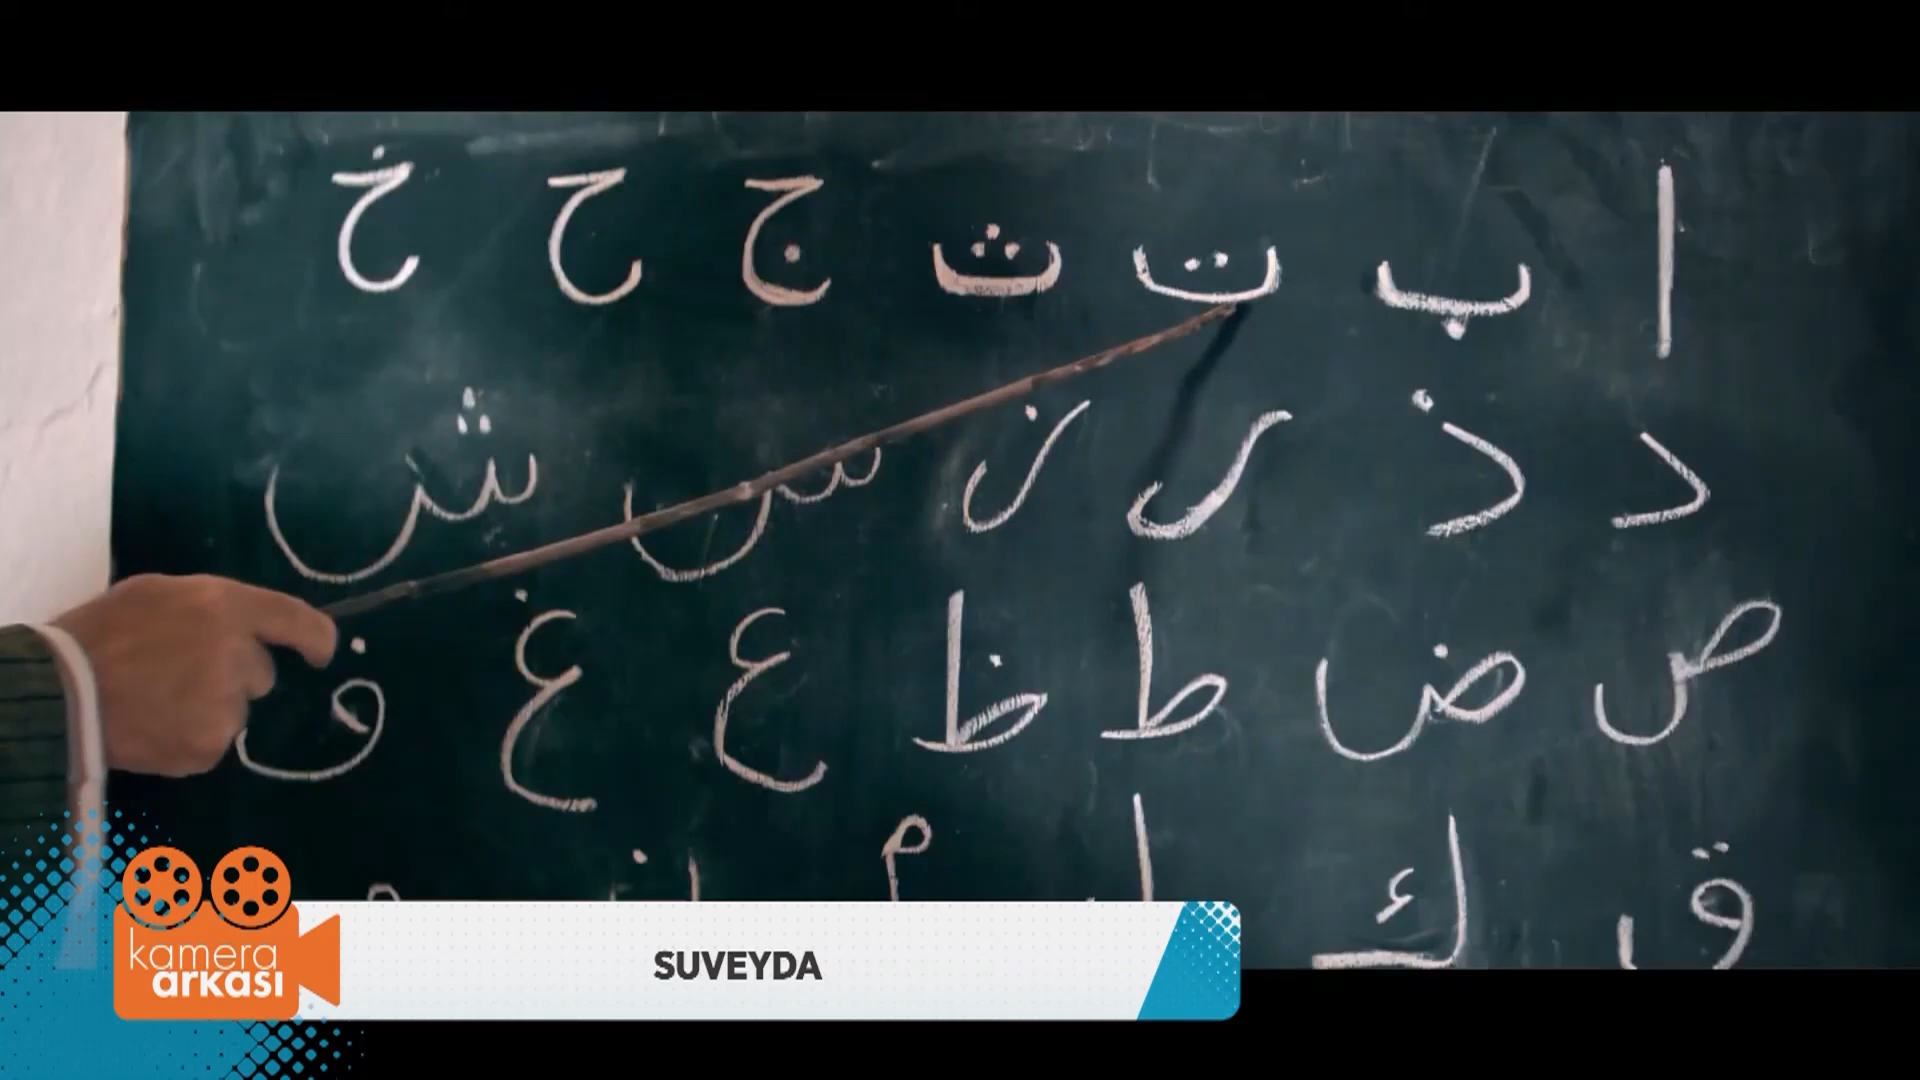 ا ب ت ث ج ح خ
د ذ ر ز س ش
ص ض ط ظ ع غ ف
ق ك ل م ن
kamera
arkası
SUVEYDA